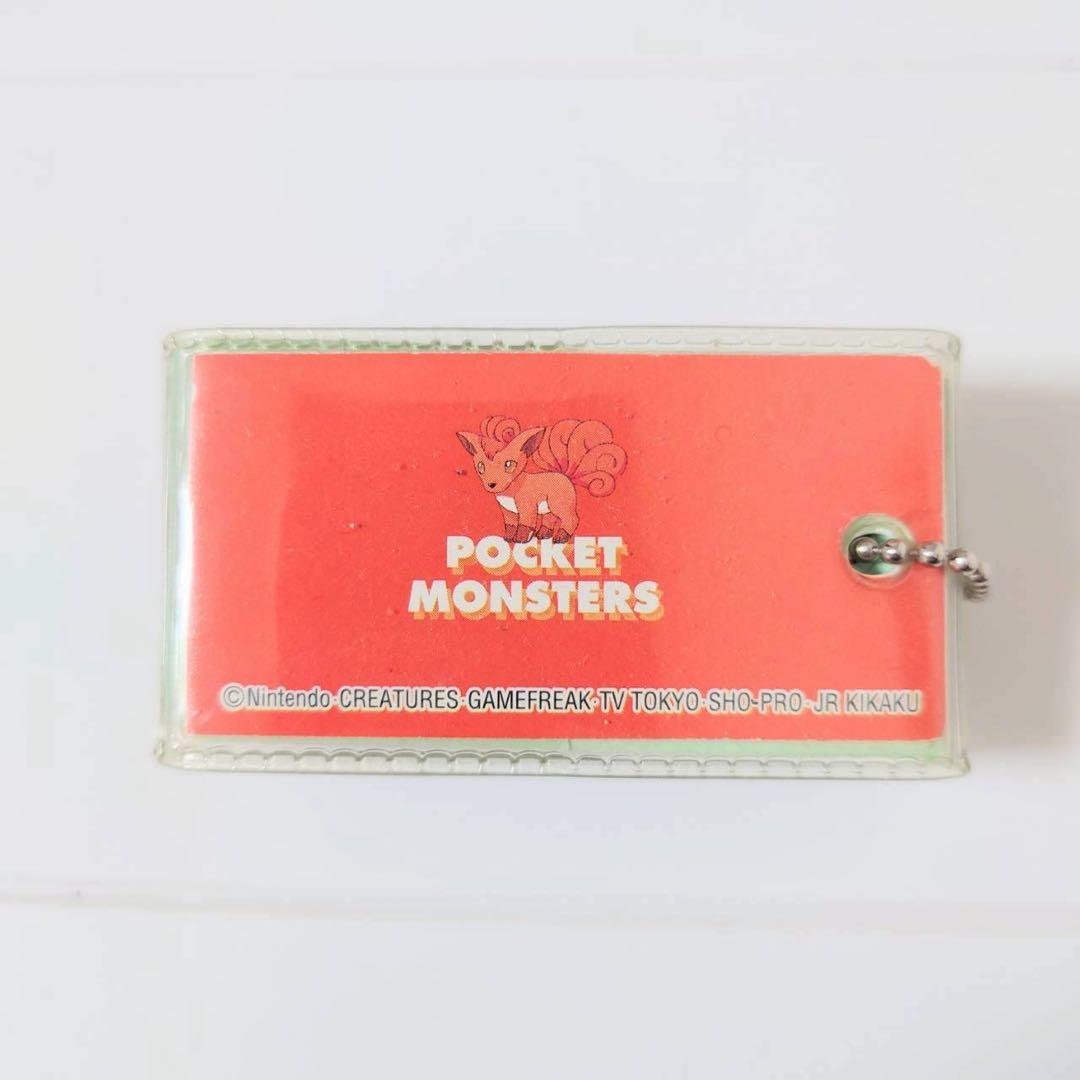 POCKET
MONSTERS
©Nintendo·CREATURES·GAMEFREAK·TV TOKYO·SHO-PRO·JR KIKAKU